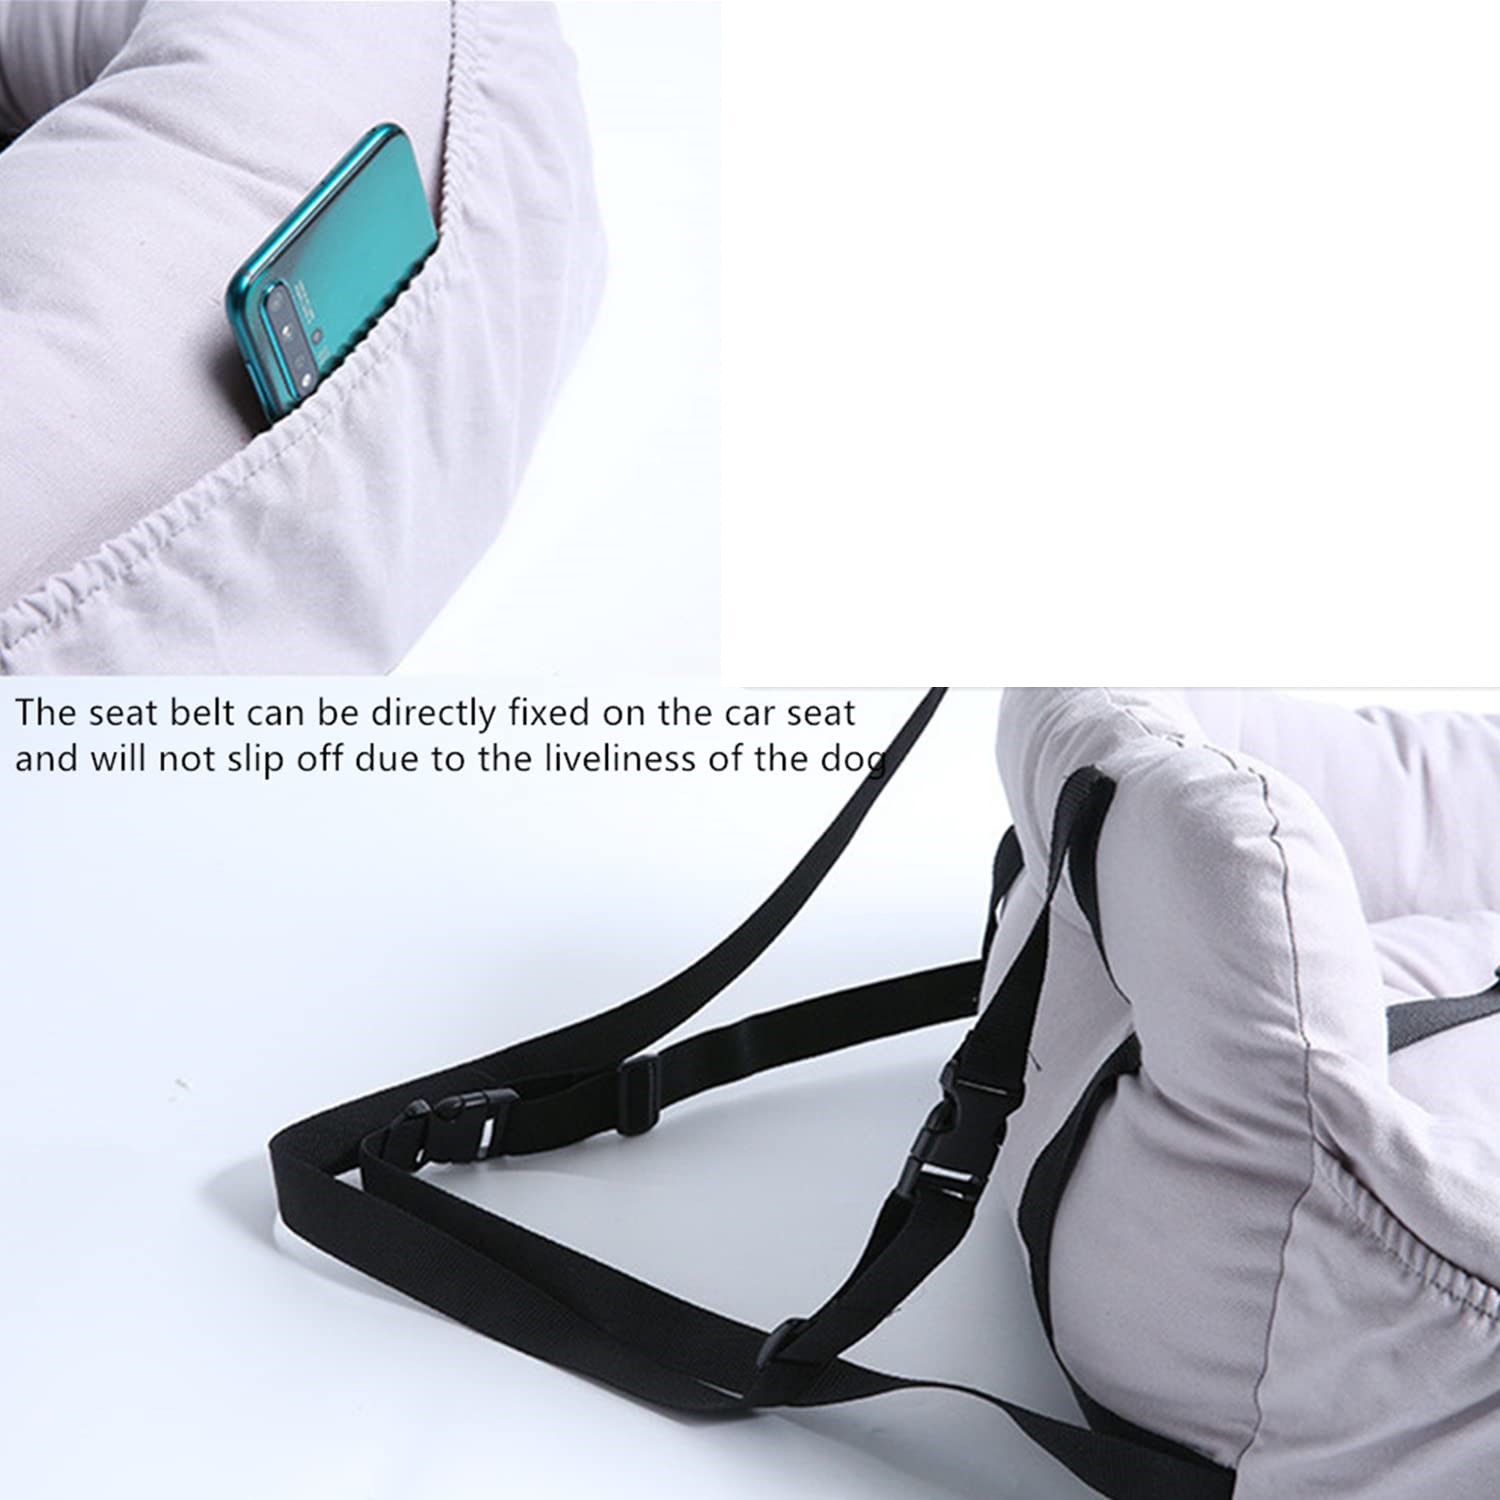 The seat belt can be directly fixed on the car seat
and will not slip off due to the liveliness of the dog